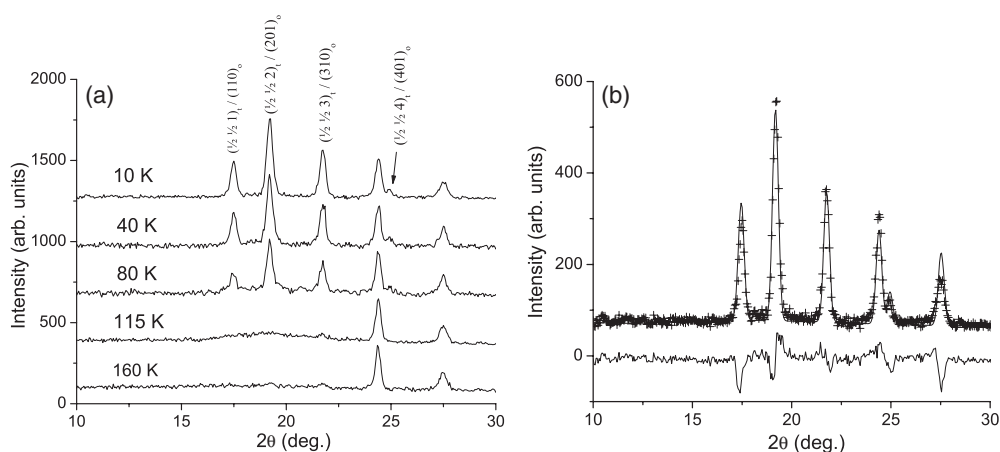 (a)
(½ ½ 1)ₜ / (110)ₒ
(½ ½ 2)ₜ / (201)ₒ
(½ ½ 3)ₜ / (310)ₒ
(½ ½ 4)ₜ / (401)ₒ
10 K
40 K
80 K
115 K
160 K
2000
1500
1000
500
0
Intensity (arb. units)
10 15 20 25 30
2θ (deg.)
(b)
600
400
200
0
Intensity (arb. units)
10 15 20 25 30
2θ (deg.)